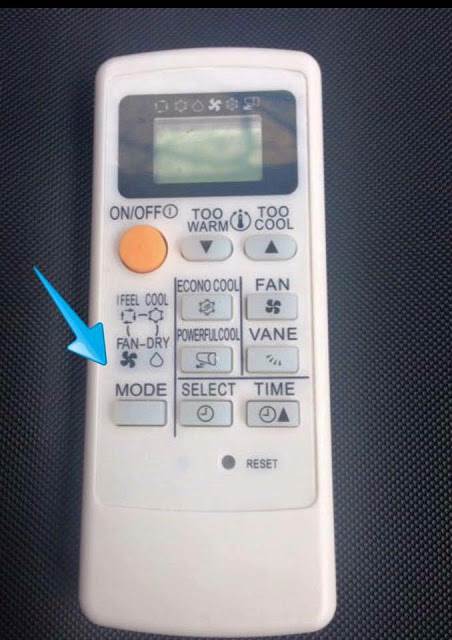 ON/OFF
TOO WARM
TOO COOL
ECONO COOL
FAN
I FEEL COOL
FAN-DRY
POWERFUL COOL
VANE
MODE
SELECT
TIME
RESET